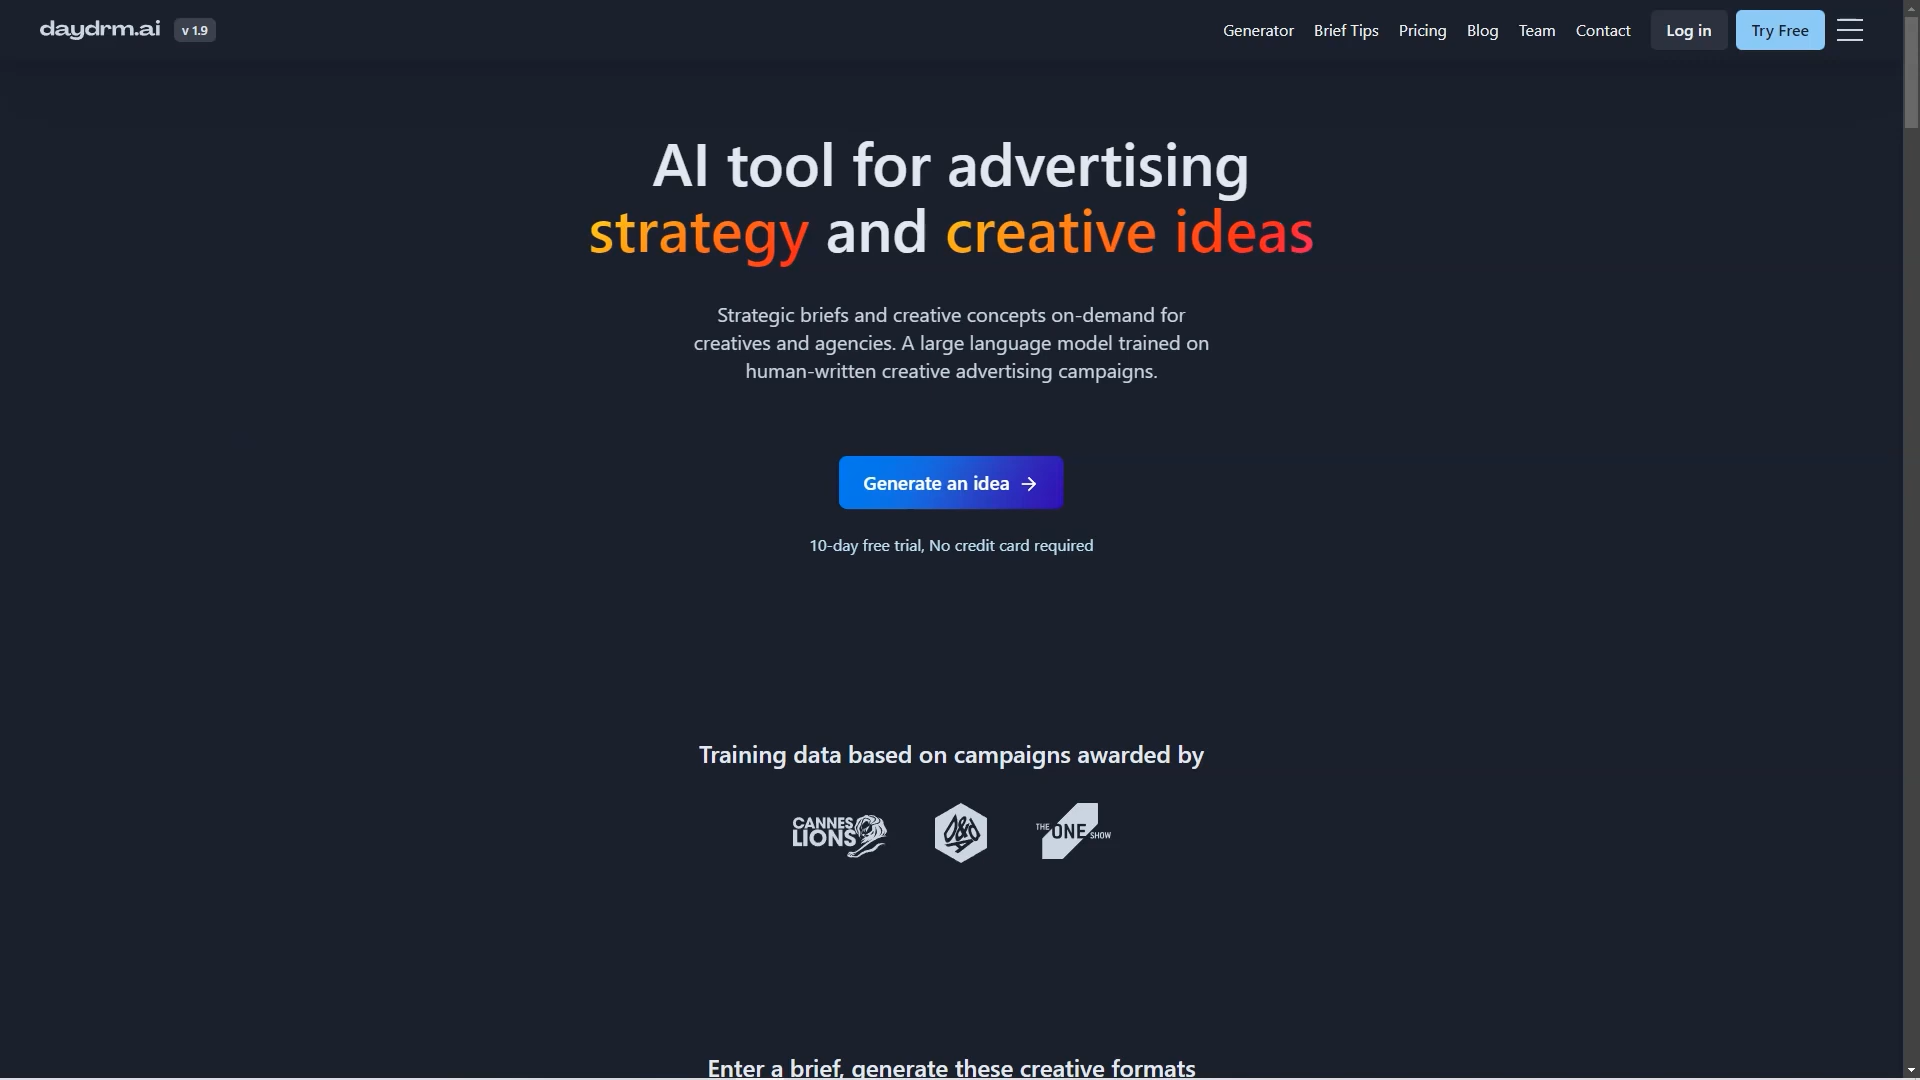 daydrm.ai v 1.9
Generator Brief Tips Pricing Blog Team Contact Log in Try Free
AI tool for advertising
strategy and creative ideas
Strategic briefs and creative concepts on-demand for
creatives and agencies. A large language model trained on
human-written creative advertising campaigns.
Generate an idea →
10-day free trial, No credit card required
Training data based on campaigns awarded by
CANNES
LIONS
D&AD
THE ONE SHOW
Enter a brief, generate these creative formats